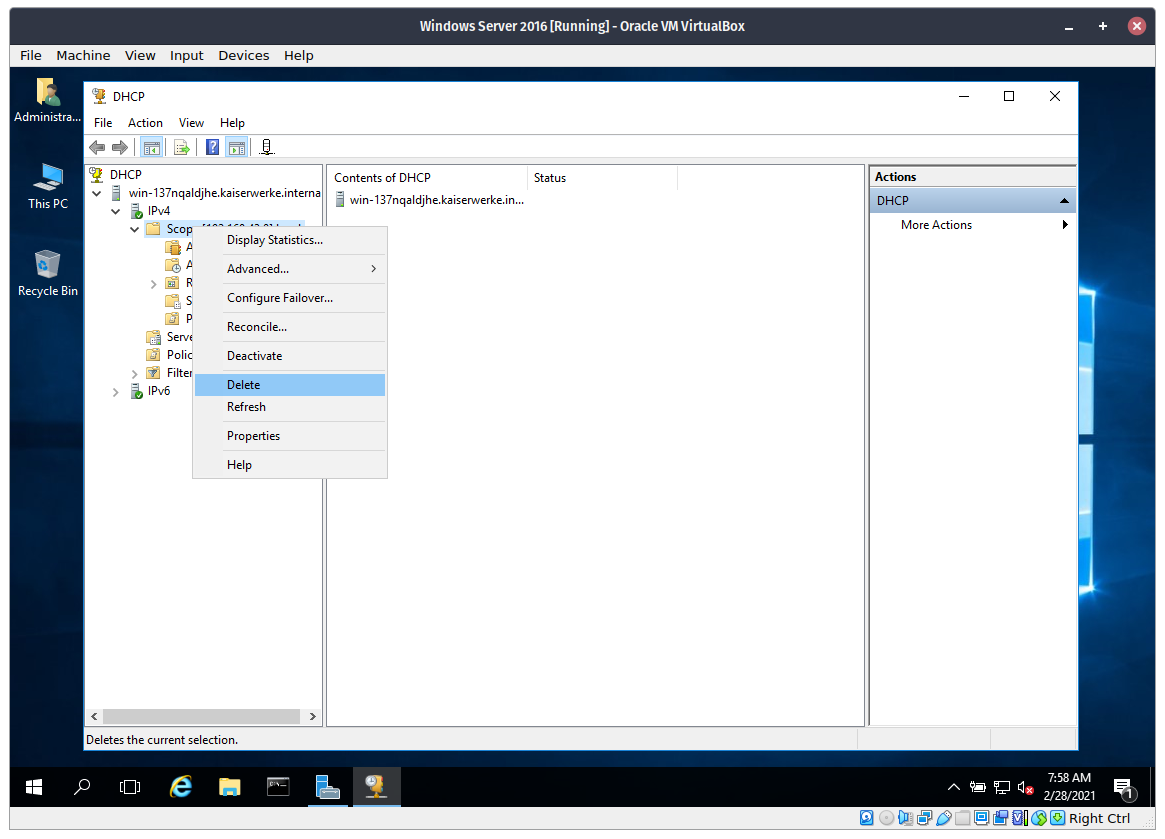 Windows Server 2016 [Running] - Oracle VM VirtualBox
File Machine View Input Devices Help
Administra...
This PC
Recycle Bin
DHCP
File Action View Help
DHCP
win-137nqaldjhe.kaiserwerke.interna
IPv4
Scop
A
A
R
S
P
Serve
Polic
Filter
IPv6
Display Statistics...
Advanced...
Configure Failover...
Reconcile...
Deactivate
Delete
Refresh
Properties
Help
Contents of DHCP Status
win-137nqaldjhe.kaiserwerke.in...
Actions
DHCP
More Actions
Deletes the current selection.
7:58 AM
2/28/2021
1
Right Ctrl